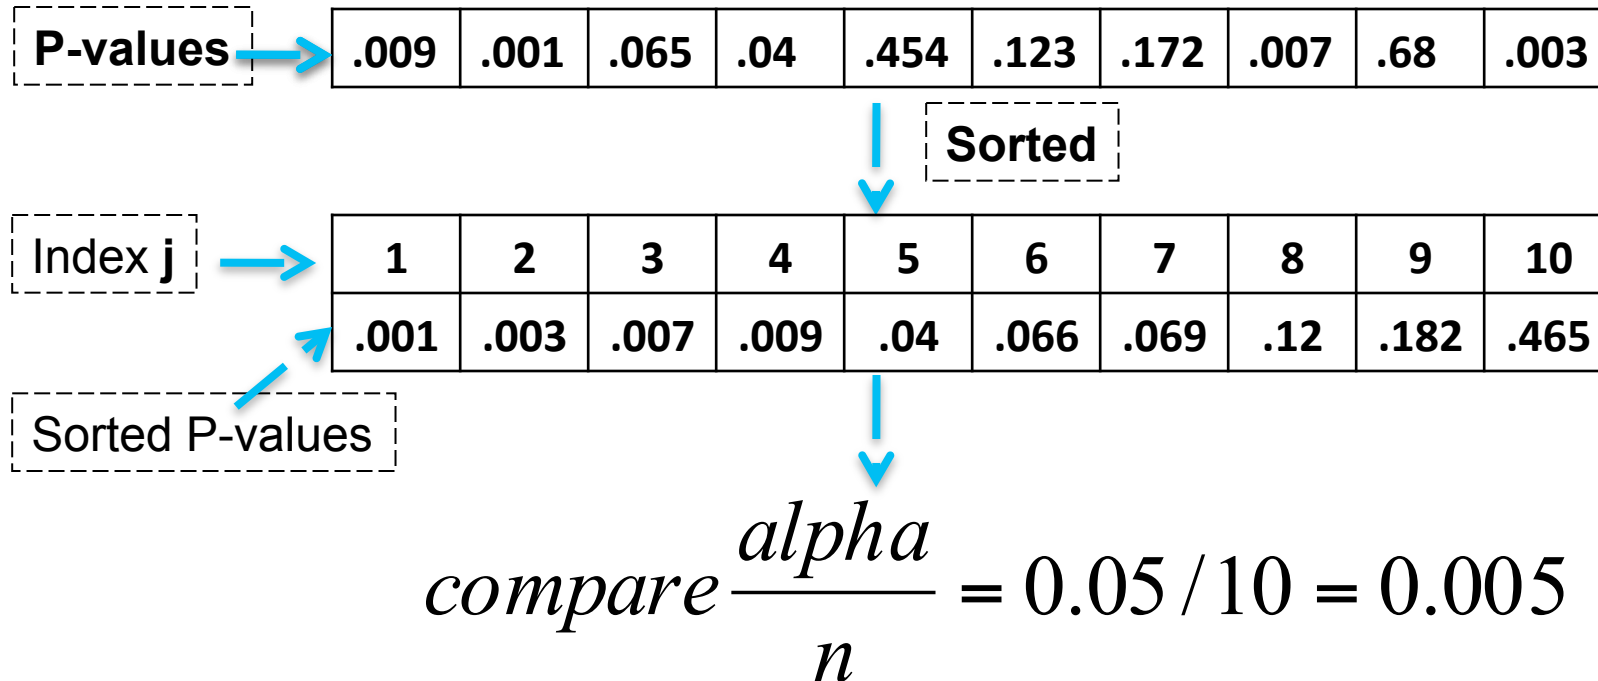 P-values .009 .001 .065 .04 .454 .123 .172 .007 .68 .003
Sorted
Index j 1 2 3 4 5 6 7 8 9 10
.001 .003 .007 .009 .04 .066 .069 .12 .182 .465
Sorted P-values
compare alpha/n = 0.05/10 = 0.005